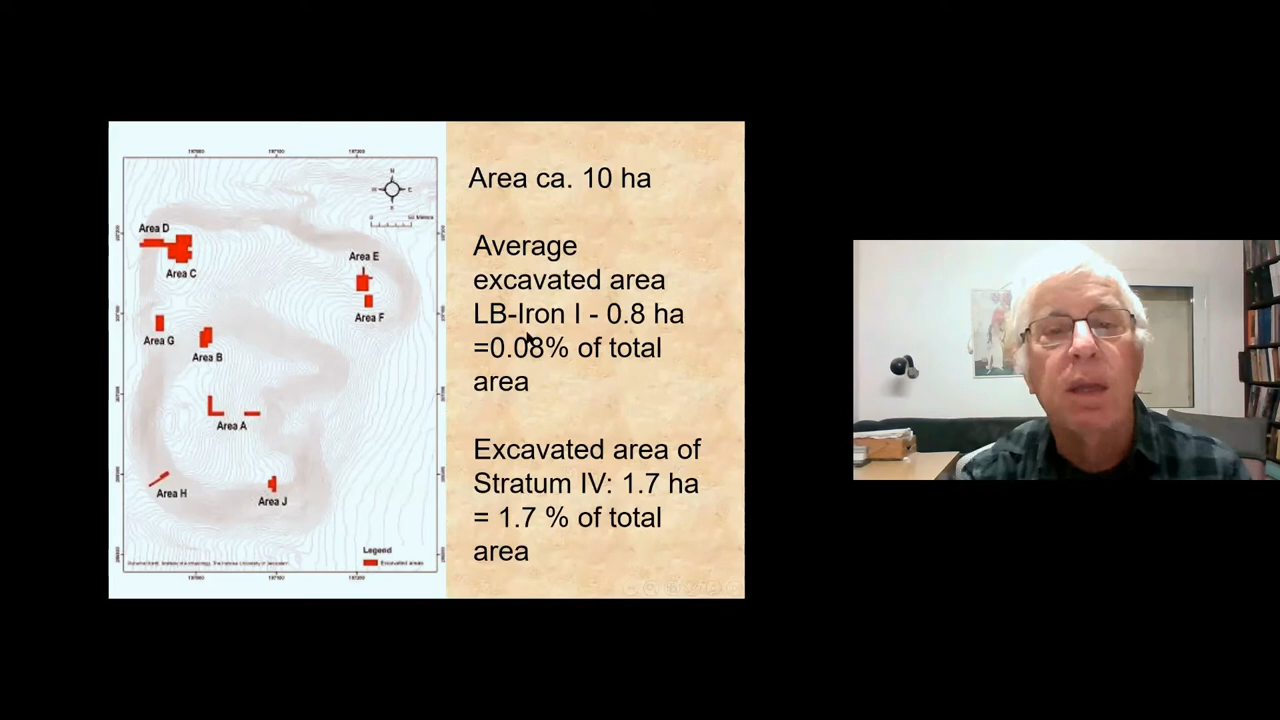 Area D
Area C
Area E
Area F
Area G
Area B
Area A
Area H
Area J
N
Legend
Excavated areas
Area ca. 10 ha
Average
excavated area
LB-Iron I - 0.8 ha
=0.08% of total
area
Excavated area of
Stratum IV: 1.7 ha
= 1.7 % of total
area